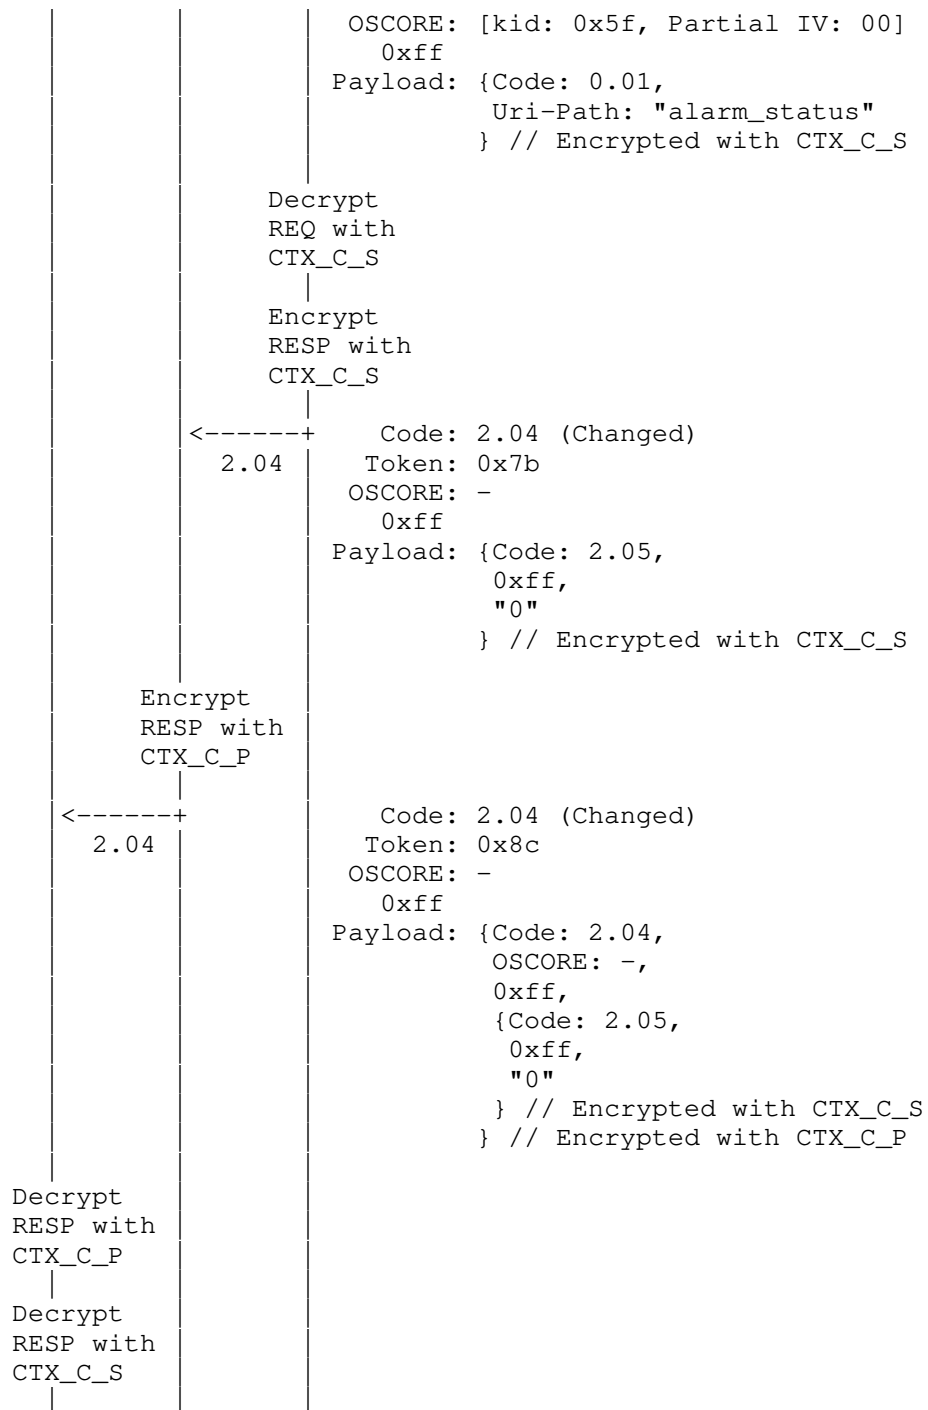 OSCORE: [kid: 0x5f, Partial IV: 00]
0xff
Payload: {Code: 0.01,
Uri-Path: "alarm_status"
} // Encrypted with CTX_C_S
Decrypt
REQ with
CTX_C_S
Encrypt
RESP with
CTX_C_S
<------+ Code: 2.04 (Changed)
2.04 Token: 0x7b
OSCORE: -
0xff
Payload: {Code: 2.05,
0xff,
"0"
} // Encrypted with CTX_C_S
Encrypt
RESP with
CTX_C_P
<------+ Code: 2.04 (Changed)
2.04 Token: 0x8c
OSCORE: -
0xff
Payload: {Code: 2.04,
OSCORE: -,
0xff,
{Code: 2.05,
0xff,
"0"
} // Encrypted with CTX_C_S
} // Encrypted with CTX_C_P
Decrypt
RESP with
CTX_C_P
Decrypt
RESP with
CTX_C_S